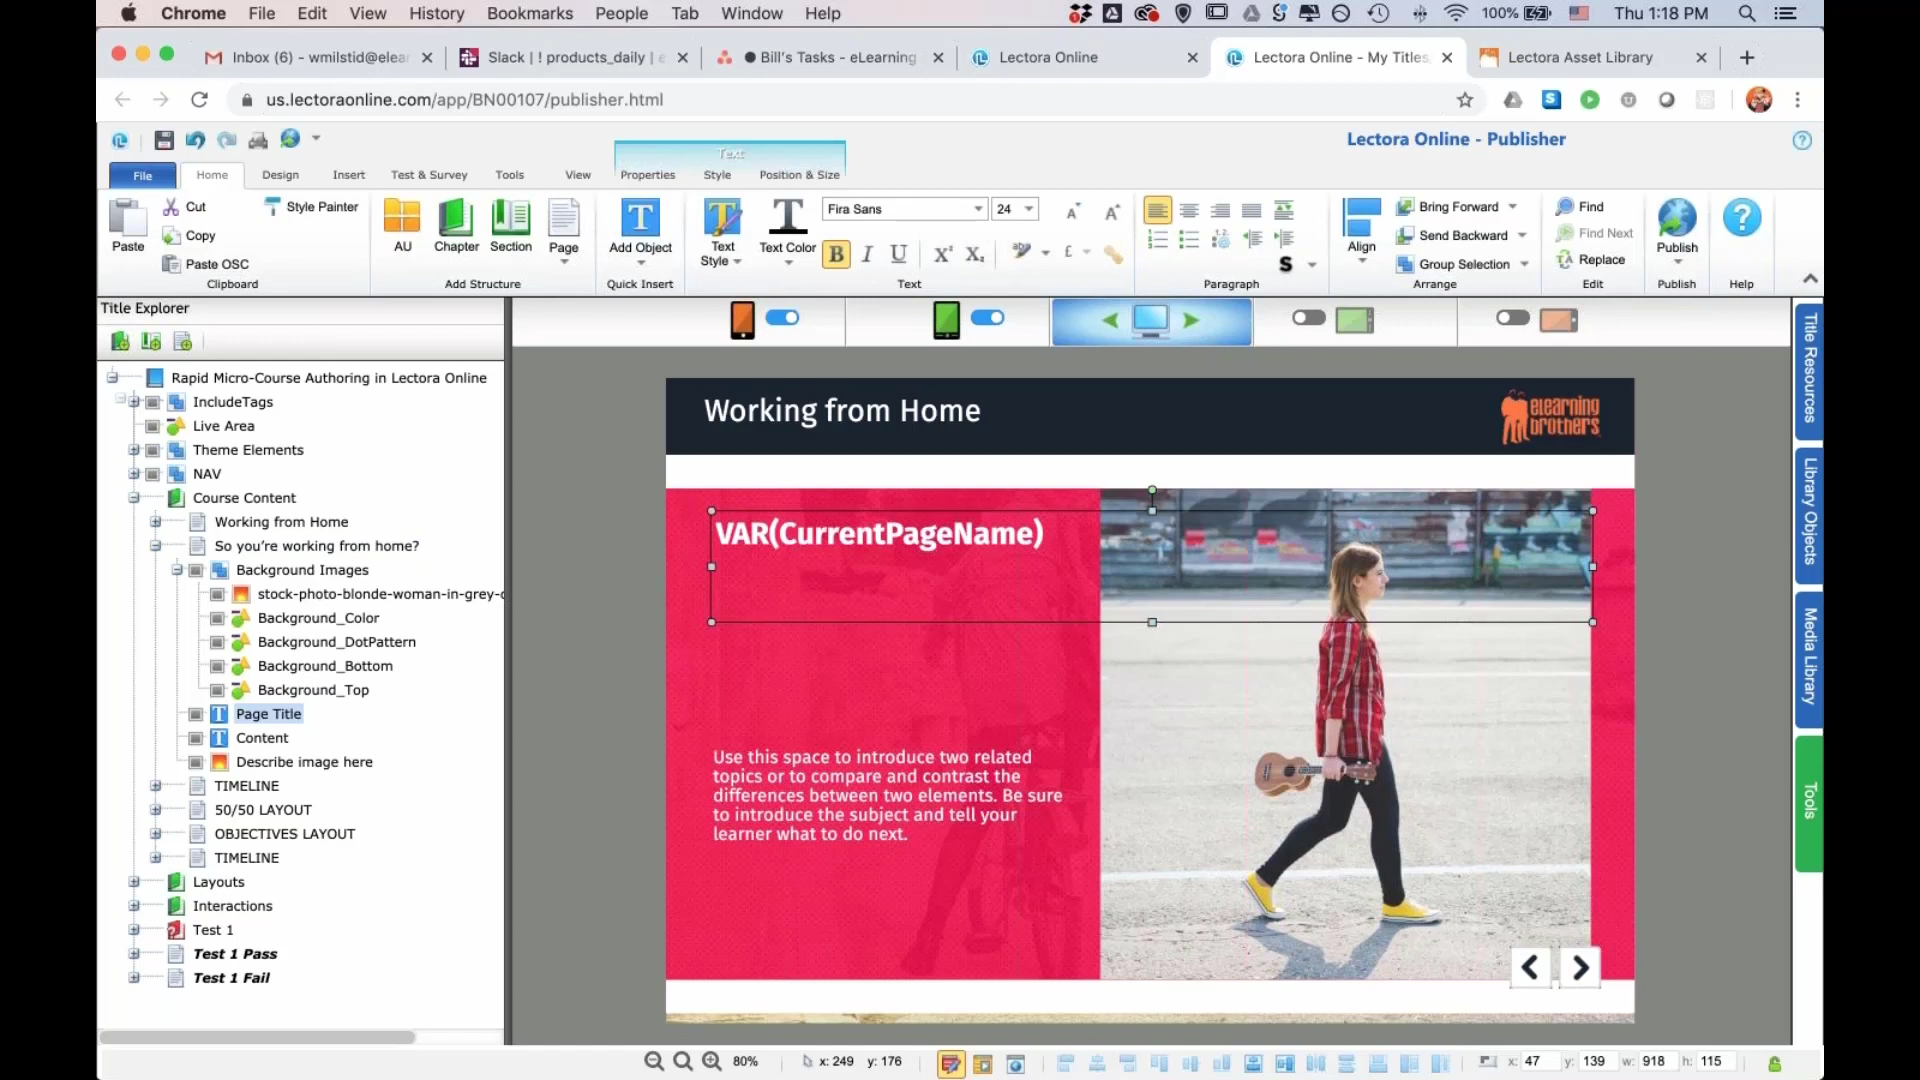 Chrome File Edit View History Bookmarks People Tab Window Help 100% Thu 1:18 PM
Inbox (6) - wmilstid@elear Slack | ! products_daily | e Bill's Tasks - eLearning Lectora Online Lectora Online - My Titles, Lectora Asset Library
us.lectoraonline.com/app/BN00107/publisher.html
Text Lectora Online - Publisher
File Home Design Insert Test & Survey Tools View Properties Style Position & Size
Cut Style Painter Fira Sans 24 Bring Forward Find
Paste Copy AU Chapter Section Page Add Object Text Style Text Color B I U Align Send Backward Find Next Publish
Paste OSC Group Selection Replace
Clipboard Add Structure Quick Insert Text Paragraph Arrange Edit Publish Help
Title Explorer
Rapid Micro-Course Authoring in Lectora Online
IncludeTags
Live Area
Theme Elements
NAV
Course Content
Working from Home
So you're working from home?
Background Images
stock-photo-blonde-woman-in-grey-c
Background_Color
Background_DotPattern
Background_Bottom
Background_Top
Page Title
Content
Describe image here
TIMELINE
50/50 LAYOUT
OBJECTIVES LAYOUT
TIMELINE
Layouts
Interactions
Test 1
Test 1 Pass
Test 1 Fail
Working from Home
eLearning
brothers
VAR(CurrentPageName)
Use this space to introduce two related
topics or to compare and contrast the
differences between two elements. Be sure
to introduce the subject and tell your
learner what to do next.
Title Resources
Library Objects
Media Library
Tools
80% x: 249 y: 176 x: 47 y: 139 w: 918 h: 115